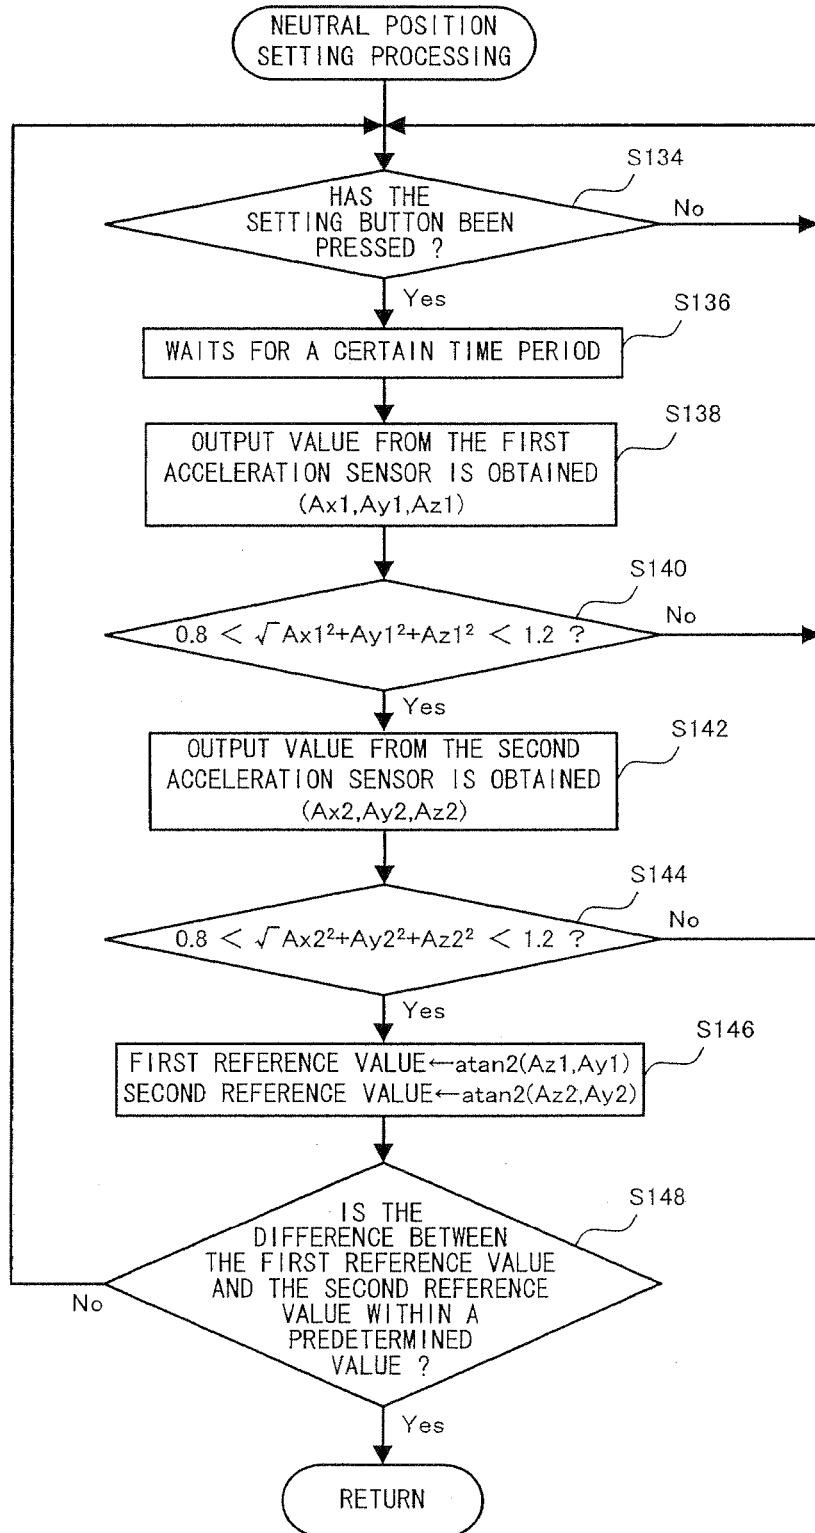 NEUTRAL POSITION
SETTING PROCESSING
S134
HAS THE
SETTING BUTTON BEEN
PRESSED ?
No
Yes
S136
WAITS FOR A CERTAIN TIME PERIOD
S138
OUTPUT VALUE FROM THE FIRST
ACCELERATION SENSOR IS OBTAINED
(Ax1,Ay1,Az1)
S140
0.8 < √Ax1²+Ay1²+Az1² < 1.2 ?
No
Yes
S142
OUTPUT VALUE FROM THE SECOND
ACCELERATION SENSOR IS OBTAINED
(Ax2,Ay2,Az2)
S144
0.8 < √Ax2²+Ay2²+Az2² < 1.2 ?
No
Yes
S146
FIRST REFERENCE VALUE←atan2(Az1,Ay1)
SECOND REFERENCE VALUE←atan2(Az2,Ay2)
S148
IS THE
DIFFERENCE BETWEEN
THE FIRST REFERENCE VALUE
AND THE SECOND REFERENCE
VALUE WITHIN A
PREDETERMINED
VALUE ?
No
Yes
RETURN